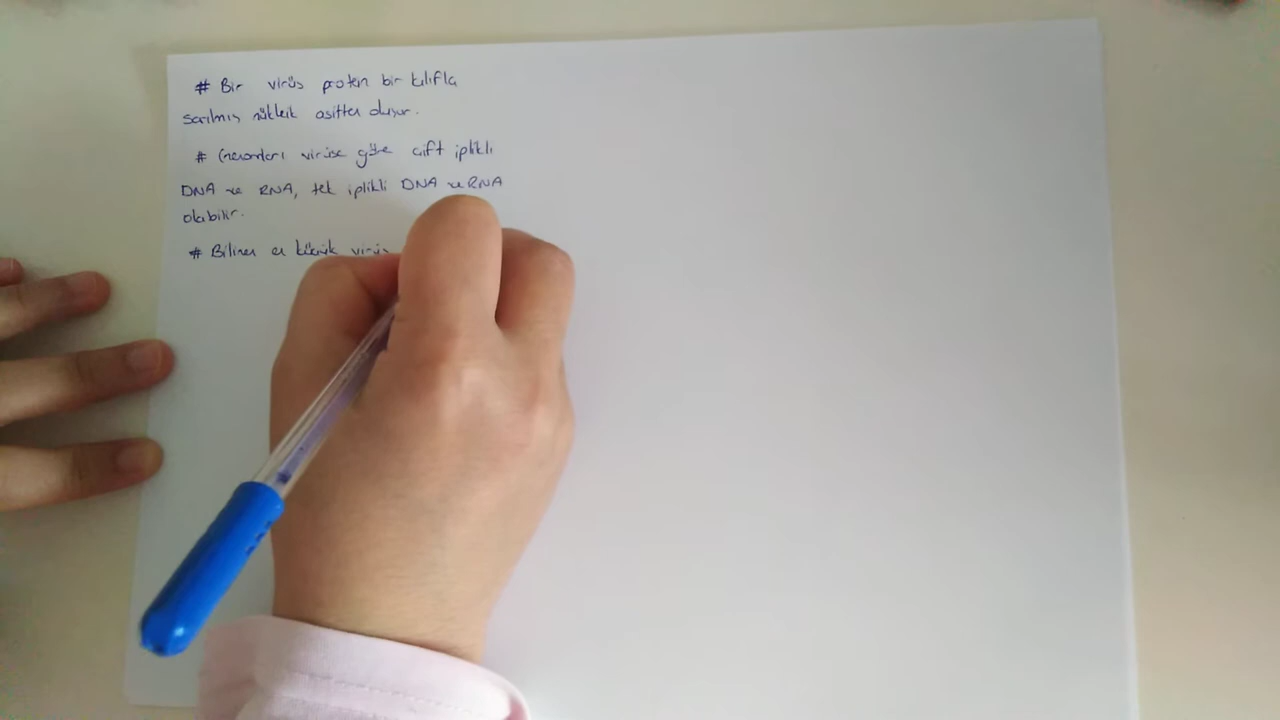 # Bir virüs protein bir kılıfla
sarılmış nükleik asitten oluşur.
# Genomları virüse göre çift iplikli
DNA ve RNA, tek iplikli DNA ve RNA
olabilir.
# Bilinen en küçük virüs